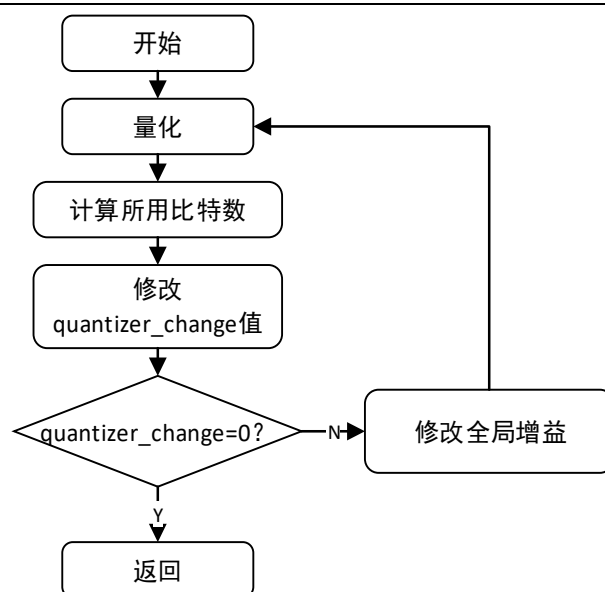 开始
量化
计算所用比特数
修改
quantizer_change值
quantizer_change=0?
N
修改全局增益
Y
返回